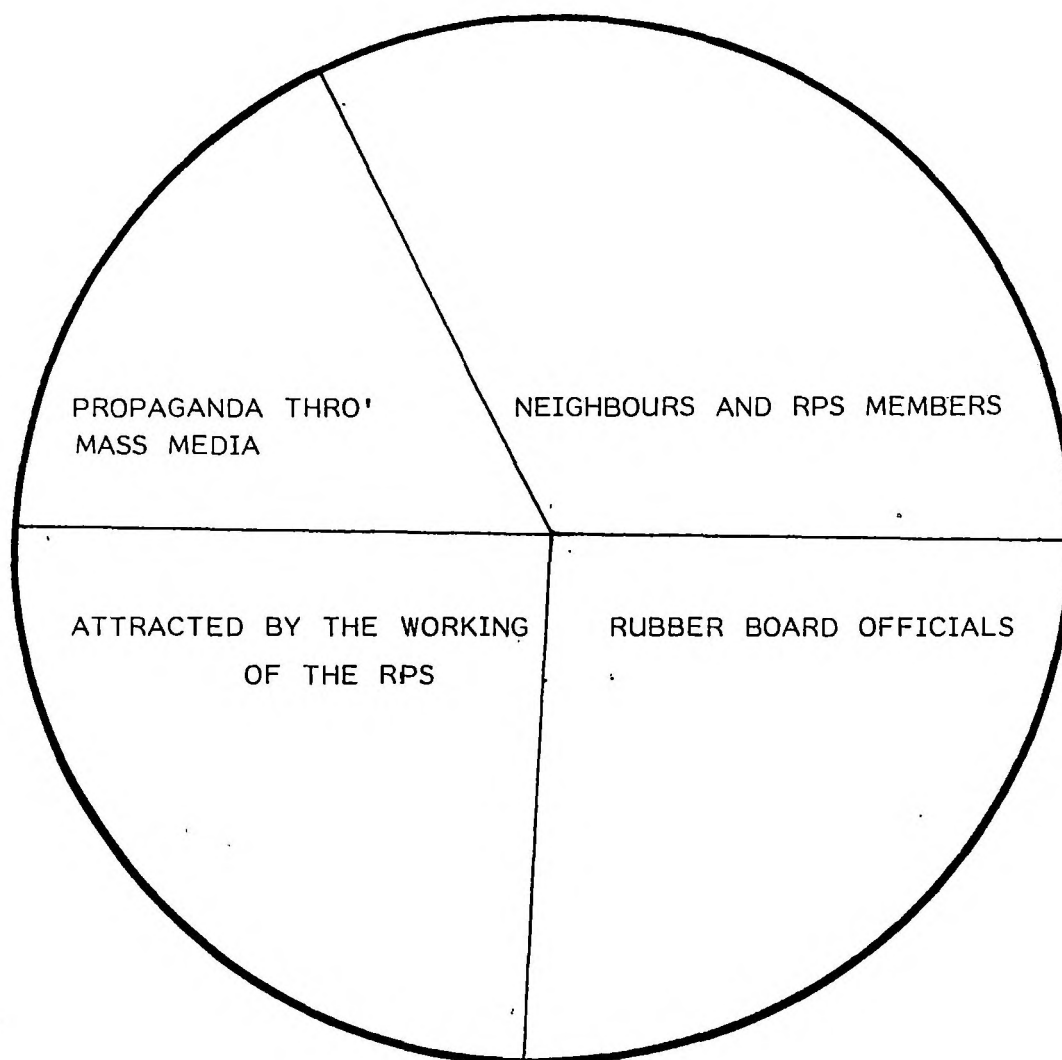 PROPAGANDA THRO'
MASS MEDIA
NEIGHBOURS AND RPS MEMBERS
ATTRACTED BY THE WORKING
OF THE RPS
RUBBER BOARD OFFICIALS